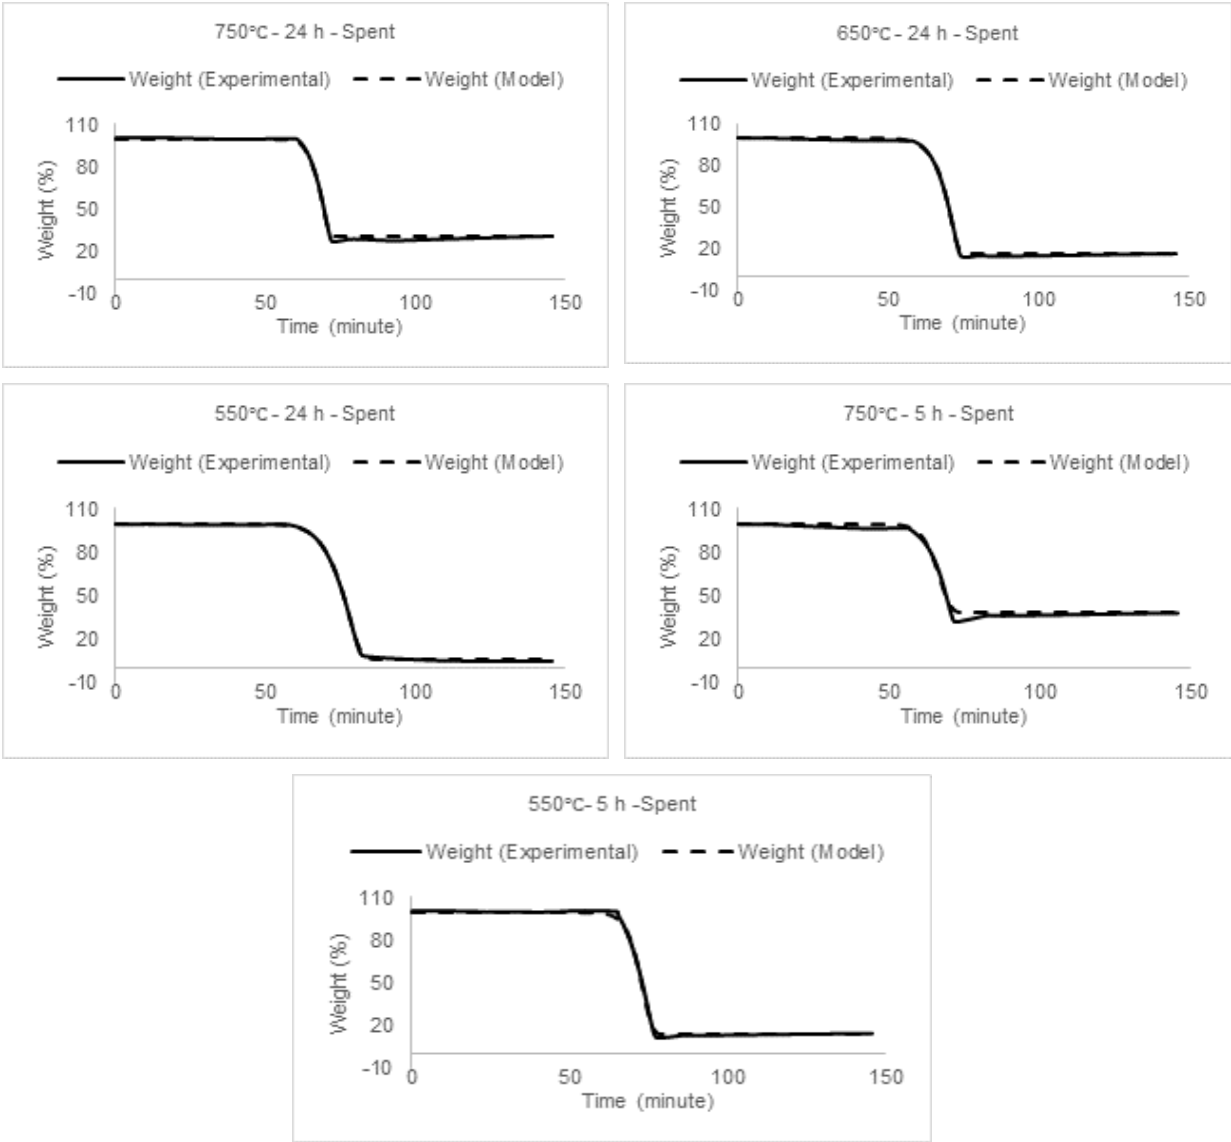 750°C - 24 h - Spent
Weight (Experimental) Weight (Model)
110
80
50
20
-10
Weight (%)
0 50 100 150
Time (minute)
650°C - 24 h - Spent
Weight (Experimental) Weight (Model)
110
80
50
20
-10
Weight (%)
0 50 100 150
Time (minute)
550°C - 24 h - Spent
Weight (Experimental) Weight (Model)
110
80
50
20
-10
Weight (%)
0 50 100 150
Time (minute)
750°C - 5 h - Spent
Weight (Experimental) Weight (Model)
110
80
50
20
-10
Weight (%)
0 50 100 150
Time (minute)
550°C- 5 h -Spent
Weight (Experimental) Weight (Model)
110
80
50
20
-10
Weight (%)
0 50 100 150
Time (minute)